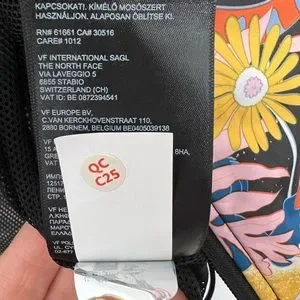 KAPCSOKAT!. KÍMÉLŐ MOSÓSZERT
HASZNÁLJON. ALAPOSAN ÖBLÍTSE KI.
RN# 61661 CA# 30516
CARE# 1012
VF INTERNATIONAL SAGL
THE NORTH FACE
VIA LAVEGGIO 5
6855 STABIO
SWITZERLAND (CH)
VAT ID: BE 0872394541
VF EUROPE BV,
C.VAN KERCKHOVENSTRAAT 110,
2880 BORNEM, BELGIUM BE0405039138
QC
C25